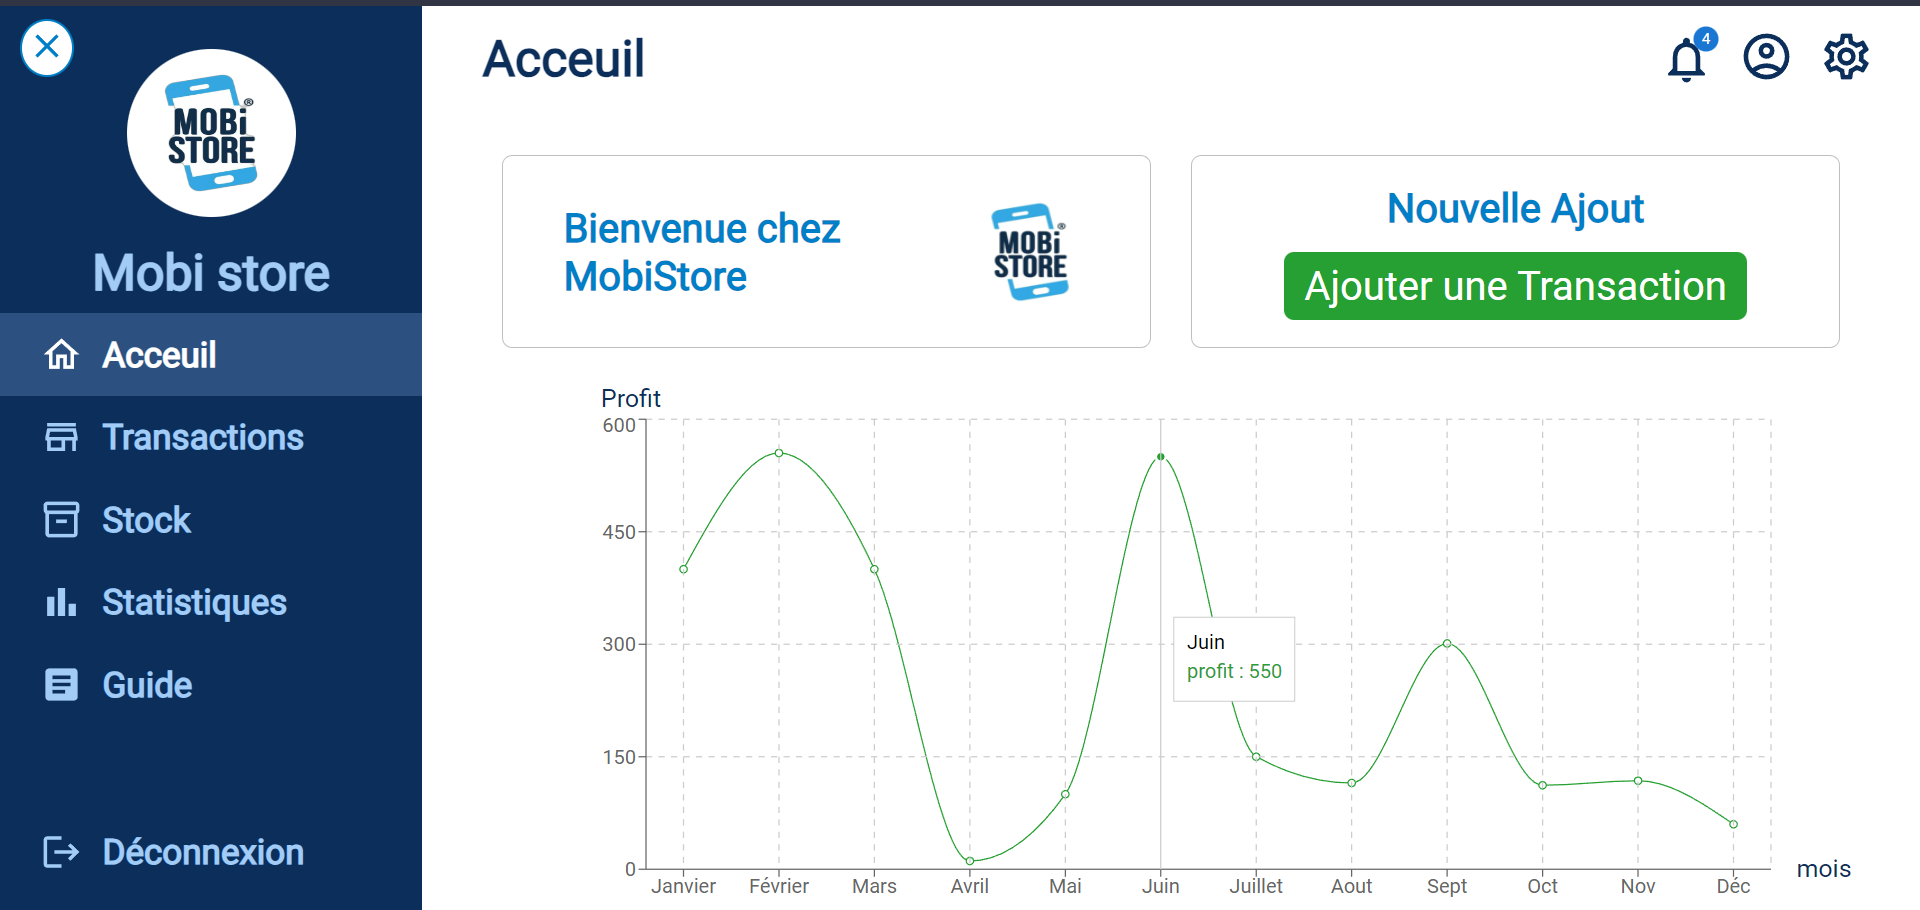 MOBi®
STORE
Mobi store
Acceuil
Transactions
Stock
Statistiques
Guide
Déconnexion
Acceuil
4
Bienvenue chez
MobiStore
MOBi®
STORE
Nouvelle Ajout
Ajouter une Transaction
Profit
600
450
300
150
0
Juin
profit : 550
Janvier Février Mars Avril Mai Juin Juillet Aout Sept Oct Nov Déc
mois